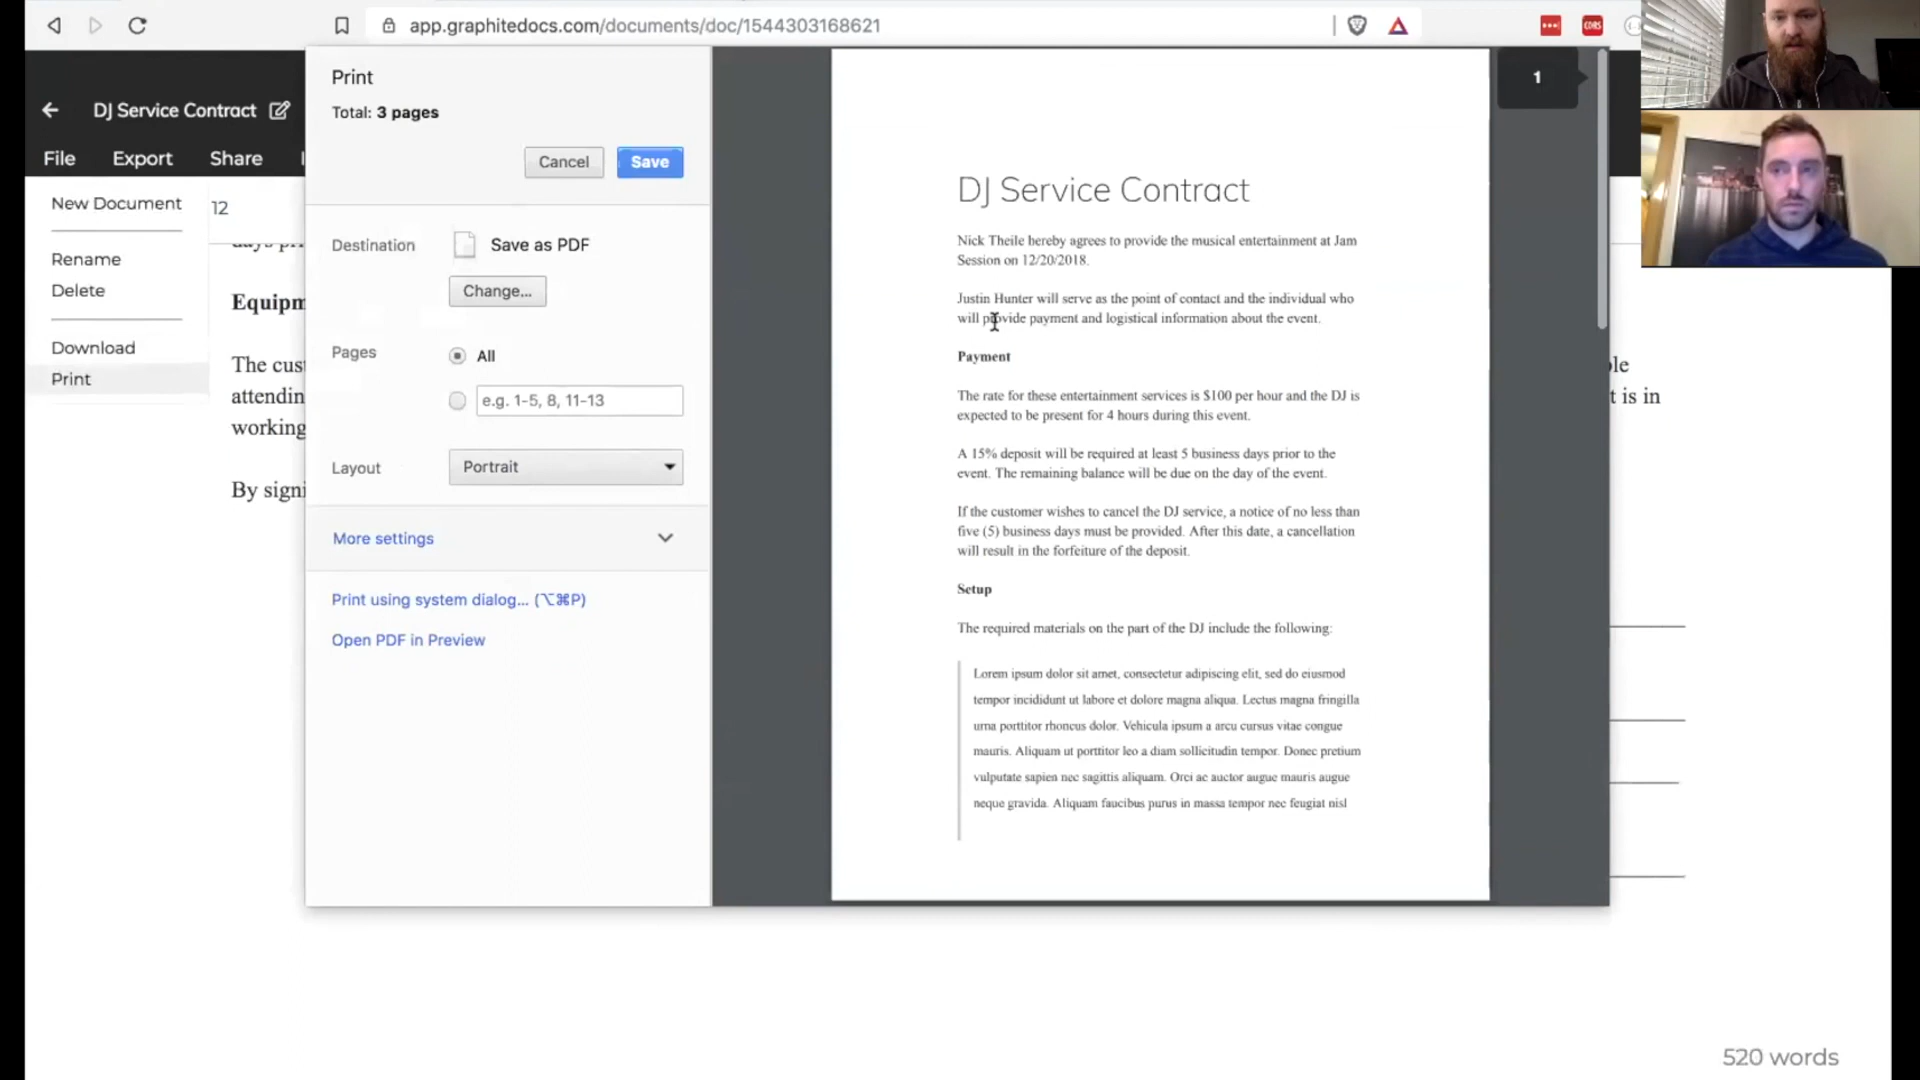 app.graphitedocs.com/documents/doc/1544303168621
CORS
DJ Service Contract
File Export Share
New Document
Rename
Delete
Download
Print
12
Equipm
The cust
attendin
working
By signi
Print
Total: 3 pages
Cancel Save
Destination Save as PDF
Change...
Pages All
e.g. 1-5, 8, 11-13
Layout Portrait
More settings
Print using system dialog... (⌥⌘P)
Open PDF in Preview
1
DJ Service Contract
Nick Theile hereby agrees to provide the musical entertainment at Jam
Session on 12/20/2018.
Justin Hunter will serve as the point of contact and the individual who
will provide payment and logistical information about the event.
Payment
The rate for these entertainment services is $100 per hour and the DJ is
expected to be present for 4 hours during this event.
A 15% deposit will be required at least 5 business days prior to the
event. The remaining balance will be due on the day of the event.
If the customer wishes to cancel the DJ service, a notice of no less than
five (5) business days must be provided. After this date, a cancellation
will result in the forfeiture of the deposit.
Setup
The required materials on the part of the DJ include the following:
Lorem ipsum dolor sit amet, consectetur adipiscing elit, sed do eiusmod
tempor incididunt ut labore et dolore magna aliqua. Lectus magna fringilla
urna porttitor rhoncus dolor. Vehicula ipsum a arcu cursus vitae congue
mauris. Aliquam ut porttitor leo a diam sollicitudin tempor. Donec pretium
vulputate sapien nec sagittis aliquam. Orci ac auctor augue mauris augue
neque gravida. Aliquam faucibus purus in massa tempor nec feugiat nisl
le
t is in
520 words